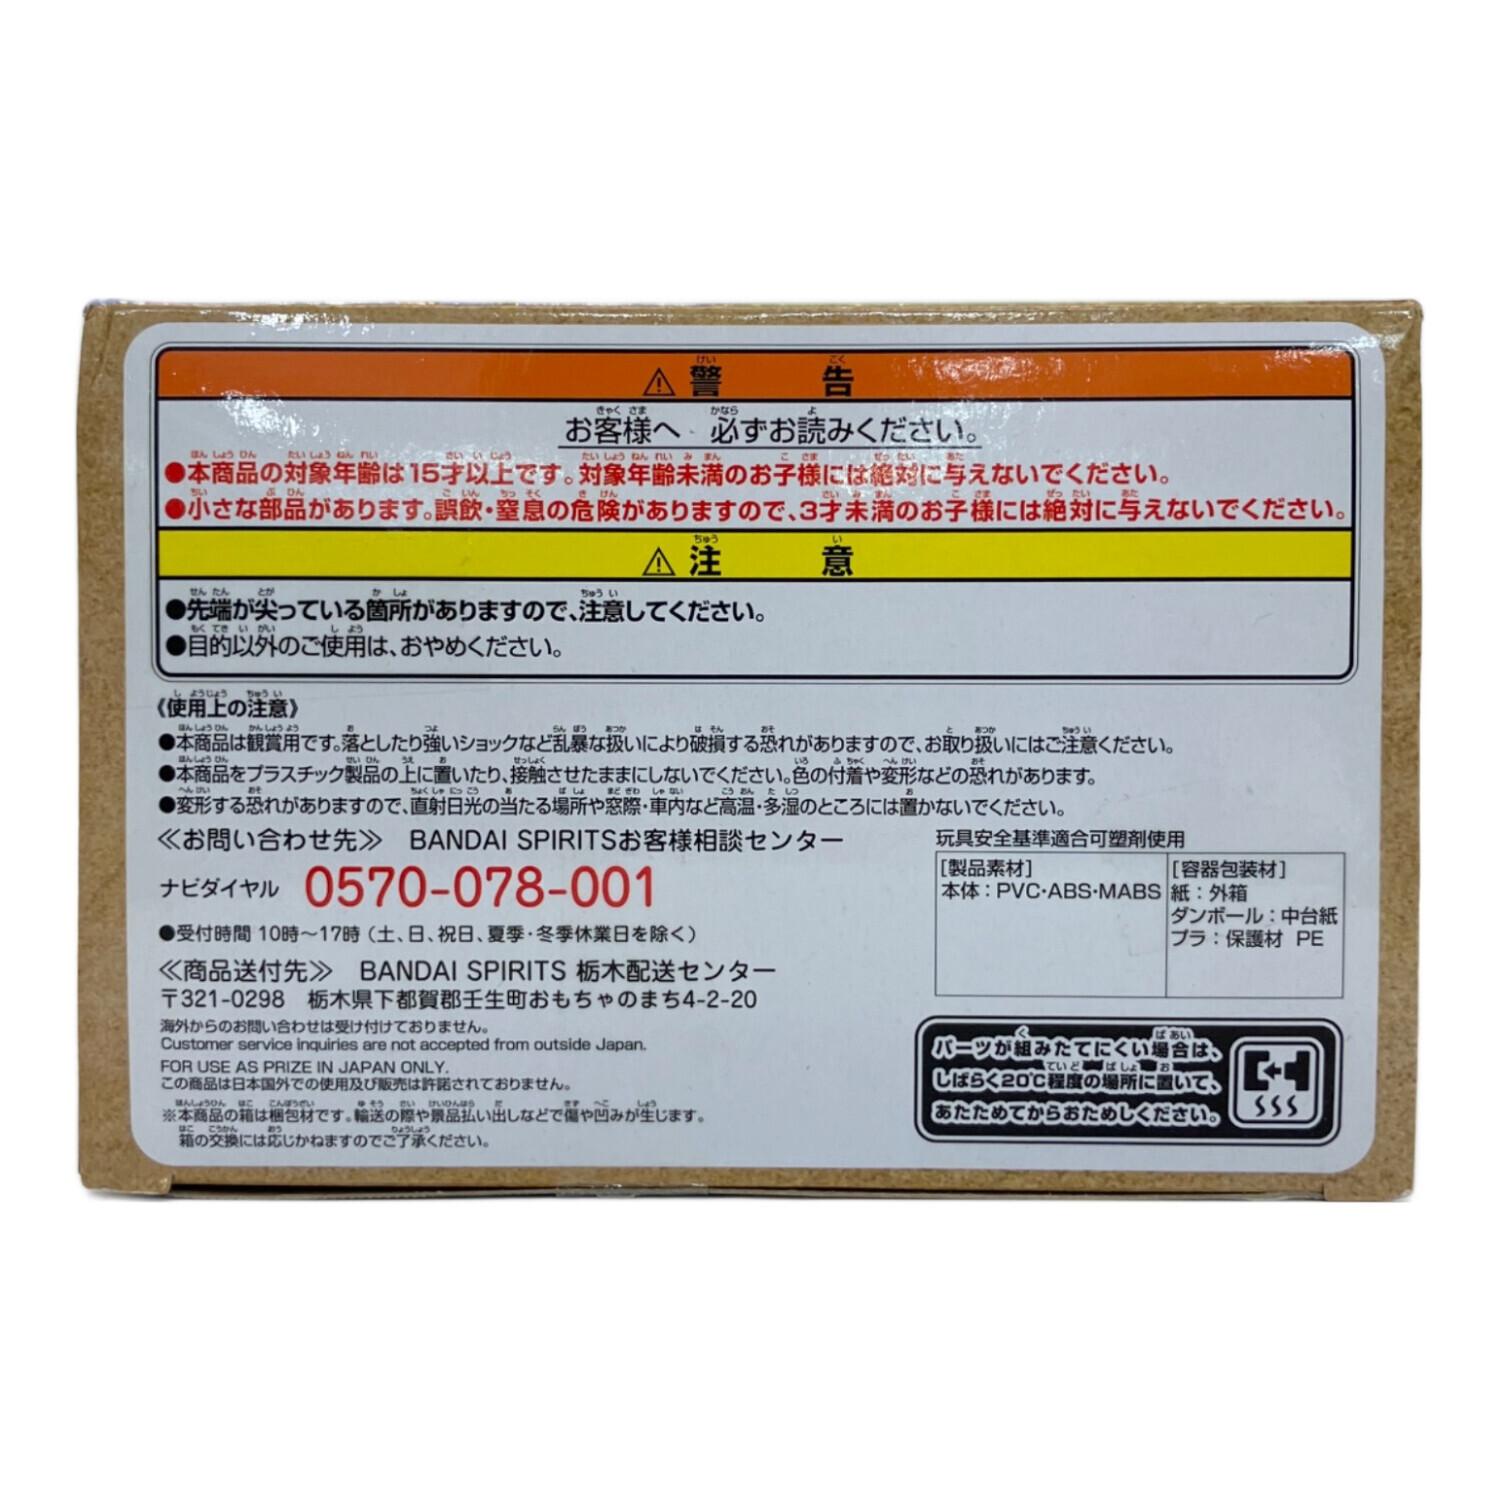 ⚠警告
お客様へ 必ずお読みください。
●本商品の対象年齢は15才以上です。対象年齢未満のお子様には絶対に与えないでください。
●小さな部品があります。誤飲・窒息の危険がありますので、3才未満のお子様には絶対に与えないでください。
⚠注意
●先端が尖っている箇所がありますので、注意してください。
●目的以外のご使用は、おやめください。
《使用上の注意》
●本商品は観賞用です。落としたり強いショックなど乱暴な扱いにより破損する恐れがありますので、お取り扱いにはご注意ください。
●本商品をプラスチック製品の上に置いたり、接触させたままにしないでください。色の付着や変形などの恐れがあります。
●変形する恐れがありますので、直射日光の当たる場所や窓際・車内など高温・多湿のところには置かないでください。
≪お問い合わせ先≫ BANDAI SPIRITSお客様相談センター
ナビダイヤル 0570-078-001
●受付時間 10時～17時（土、日、祝日、夏季・冬季休業日を除く）
≪商品送付先≫ BANDAI SPIRITS 栃木配送センター
〒321-0298 栃木県下都賀郡壬生町おもちゃのまち4-2-20
海外からのお問い合わせは受け付けておりません。
Customer service inquiries are not accepted from outside Japan.
FOR USE AS PRIZE IN JAPAN ONLY.
この商品は日本国外での使用及び販売は許諾されておりません。
※本商品の箱は梱包材です。輸送の際や景品払い出しなどで傷や凹みが生じます。
箱の交換には応じかねますのでご了承ください。
玩具安全基準適合可塑剤使用
[製品素材]
本体：PVC・ABS・MABS
[容器包装材]
紙：外箱
ダンボール：中台紙
プラ：保護材 PE
パーツが組みたてにくい場合は、
しばらく20℃程度の場所に置いて、
あたためてからおためしください。